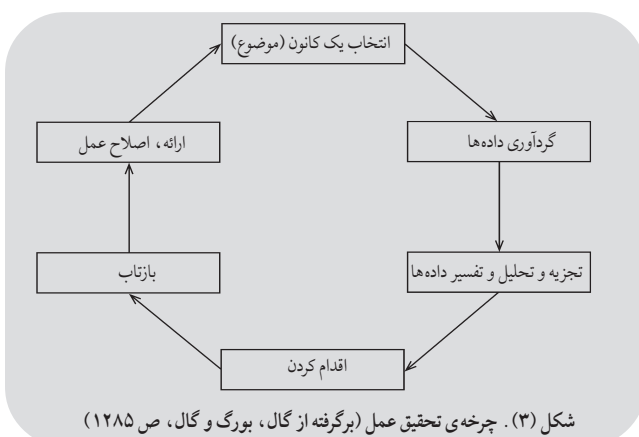 انتخاب یک کانون (موضوع)
گردآوری داده‌ها
تجزیه و تحلیل و تفسیر داده‌ها
اقدام کردن
بازتاب
ارائه، اصلاح عمل
شکل (۳). چرخه‌ی تحقیق عمل (برگرفته از گال، بورگ و گال، ص ۱۲۸۵)